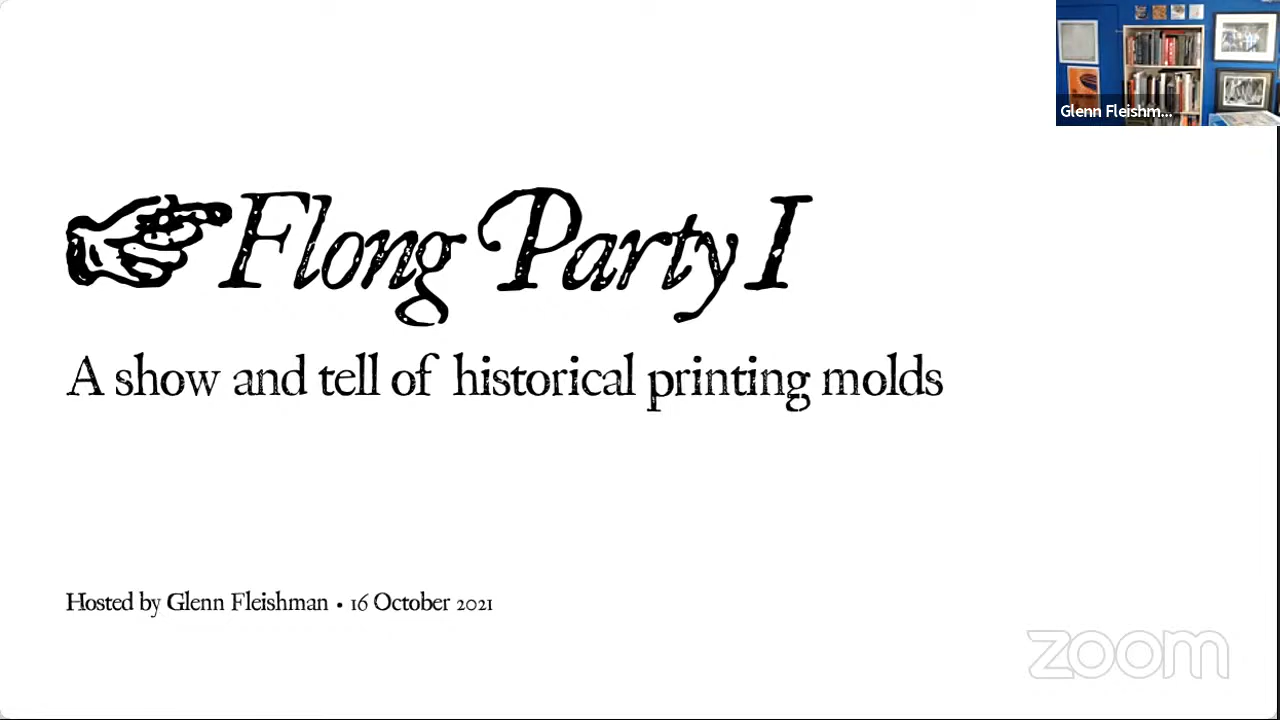 Glenn Fleishm...
Flong Party I
A show and tell of historical printing molds
Hosted by Glenn Fleishman • 16 October 2021
zoom